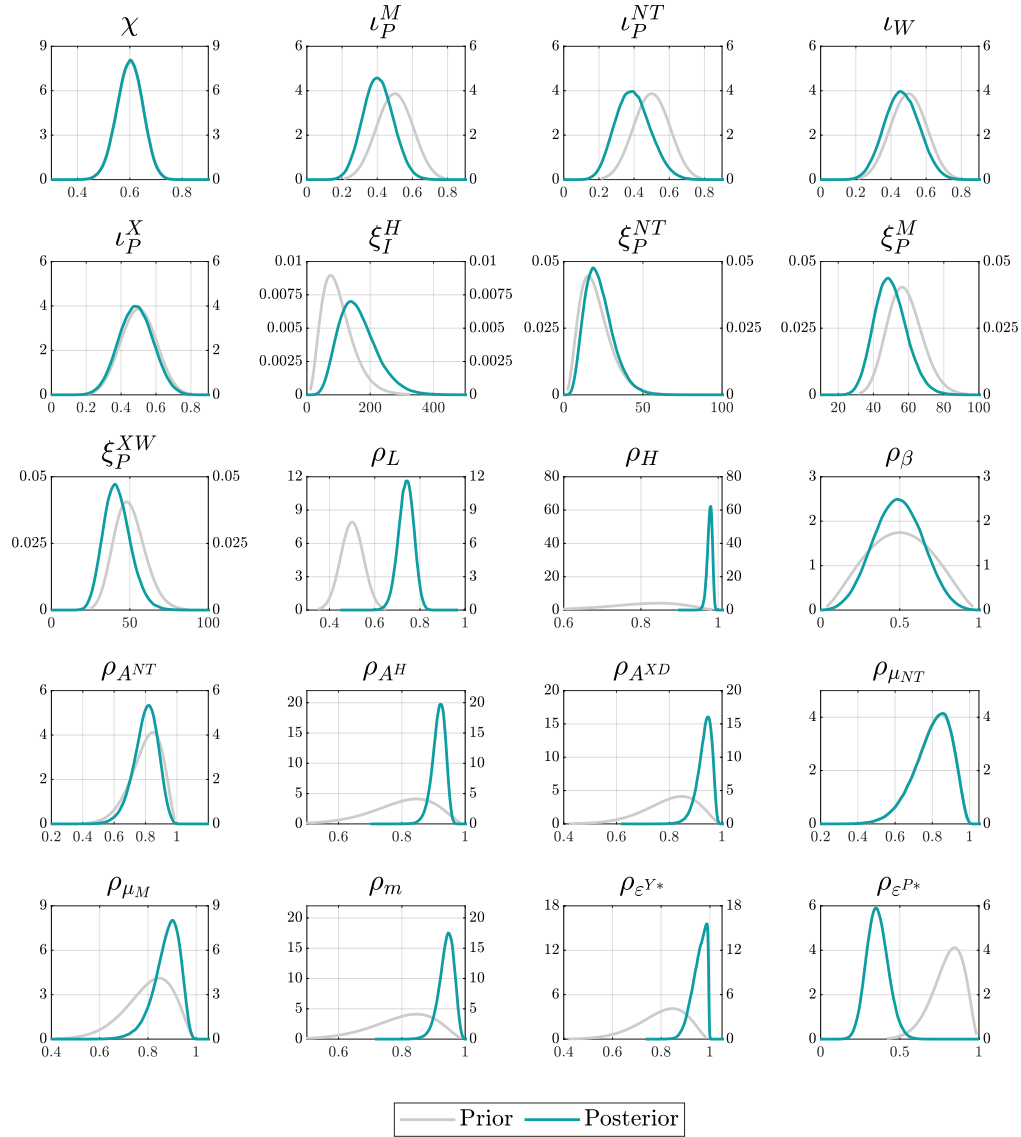 χ ι_P^M ι_P^{NT} ι_W
9 9 6 6 6 6 6 6
6 6 4 4 4 4 4 4
3 3 2 2 2 2 2 2
0 0 0 0 0 0 0 0
0.4 0.6 0.8 0 0.2 0.4 0.6 0.8 0 0.2 0.4 0.6 0.8 0 0.2 0.4 0.6 0.8
ι_P^X ξ_I^H ξ_P^{NT} ξ_P^M
6 6 0.01 0.01 0.05 0.05 0.05 0.05
4 4 0.0075 0.0075
2 2 0.005 0.005 0.025 0.025 0.025 0.025
0.0025 0.0025
0 0 0 0 0 0 0 0
0 0.2 0.4 0.6 0.8 0 200 400 0 50 100 20 40 60 80 100
ξ_P^{XW} ρ_L ρ_H ρ_β
0.05 0.05 12 12 80 80 3 3
9 9 60 60 2 2
0.025 0.025 6 6 40 40
3 3 20 20 1 1
0 0 0 0 0 0 0 0
0 50 100 0.4 0.6 0.8 1 0.6 0.8 1 0 0.5 1
ρ_{A^{NT}} ρ_{A^H} ρ_{A^{XD}} ρ_{μ_{NT}}
6 6 20 20 20 20 4 4
4 4 15 15 15 15
10 10 10 10 2 2
2 2 5 5 5 5
0 0 0 0 0 0 0 0
0.2 0.4 0.6 0.8 1 0.6 0.8 1 0.4 0.6 0.8 1 0.2 0.4 0.6 0.8 1
ρ_{μ_M} ρ_m ρ_{ε^{Y*}} ρ_{ε^{P*}}
9 9 20 20 18 18 6 6
6 6 15 15 12 12 4 4
10 10
3 3 5 5 6 6 2 2
0 0 0 0 0 0 0 0
0.4 0.6 0.8 1 0.6 0.8 1 0.4 0.6 0.8 1 0 0.5 1
Prior Posterior